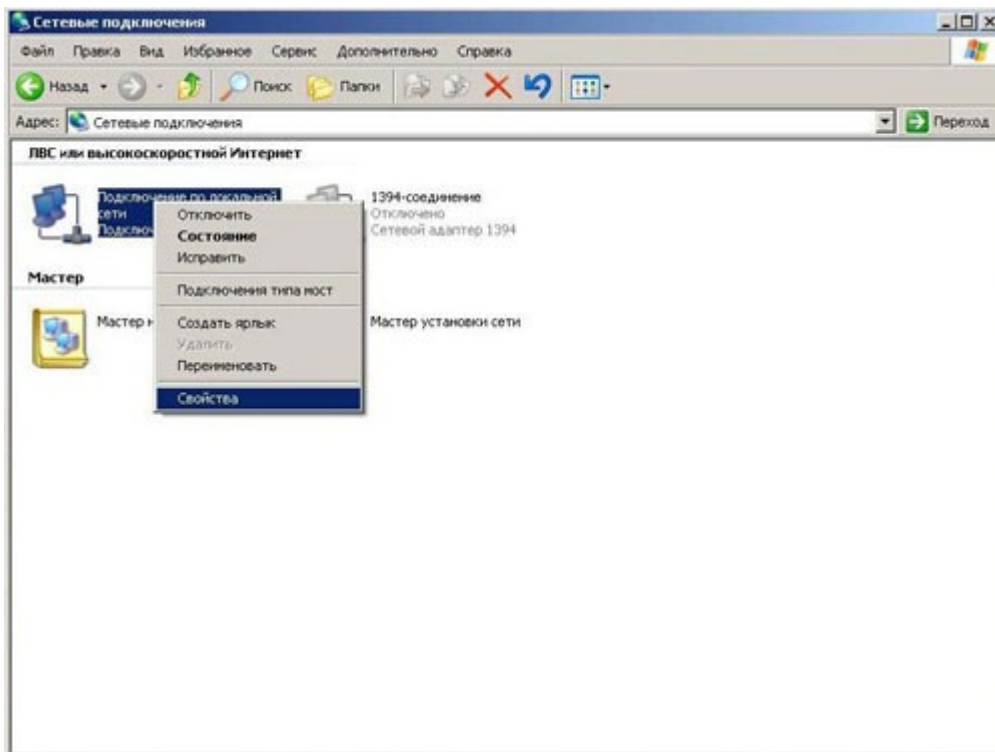 Сетевые подключения
Файл Правка Вид Избранное Сервис Дополнительно Справка
Назад Поиск Папки
Адрес: Сетевые подключения Переход
ЛВС или высокоскоростной Интернет
Подключение по локальной
сети
1394-соединение
Отключено
Сетевой адаптер 1394
Отключить
Состояние
Исправить
Подключения типа мост
Создать ярлык
Удалить
Переименовать
Свойства
Мастер
Мастер
Мастер установки сети